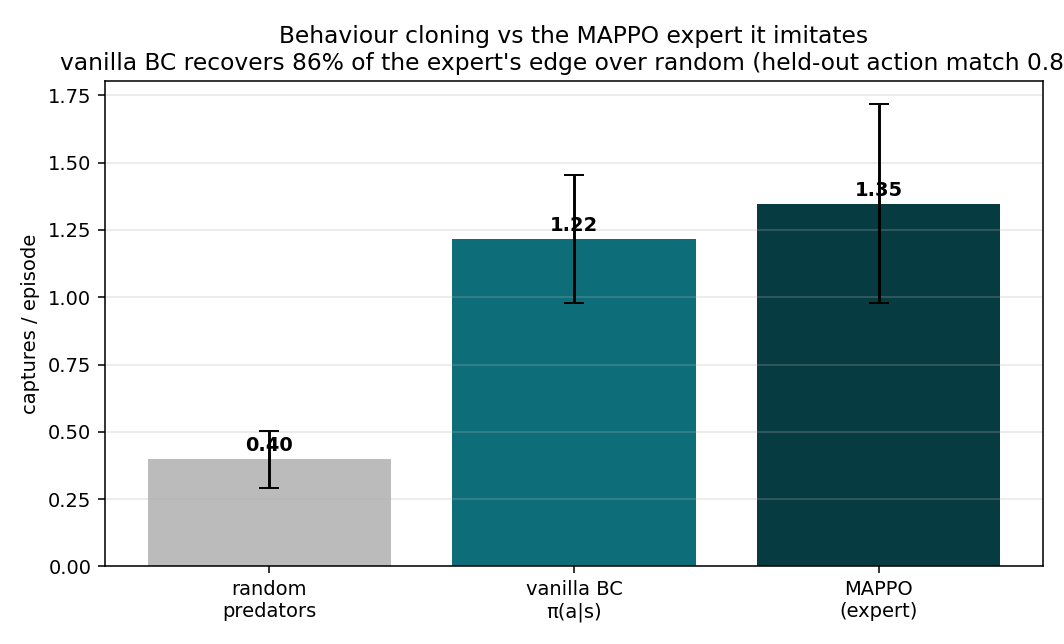 Behaviour cloning vs the MAPPO expert it imitates
vanilla BC recovers 86% of the expert's edge over random (held-out action match 0.8
1.75
1.50
1.25
1.00
0.75
0.50
0.25
0.00
captures / episode
0.40
1.22
1.35
random
predators
vanilla BC
π(a|s)
MAPPO
(expert)